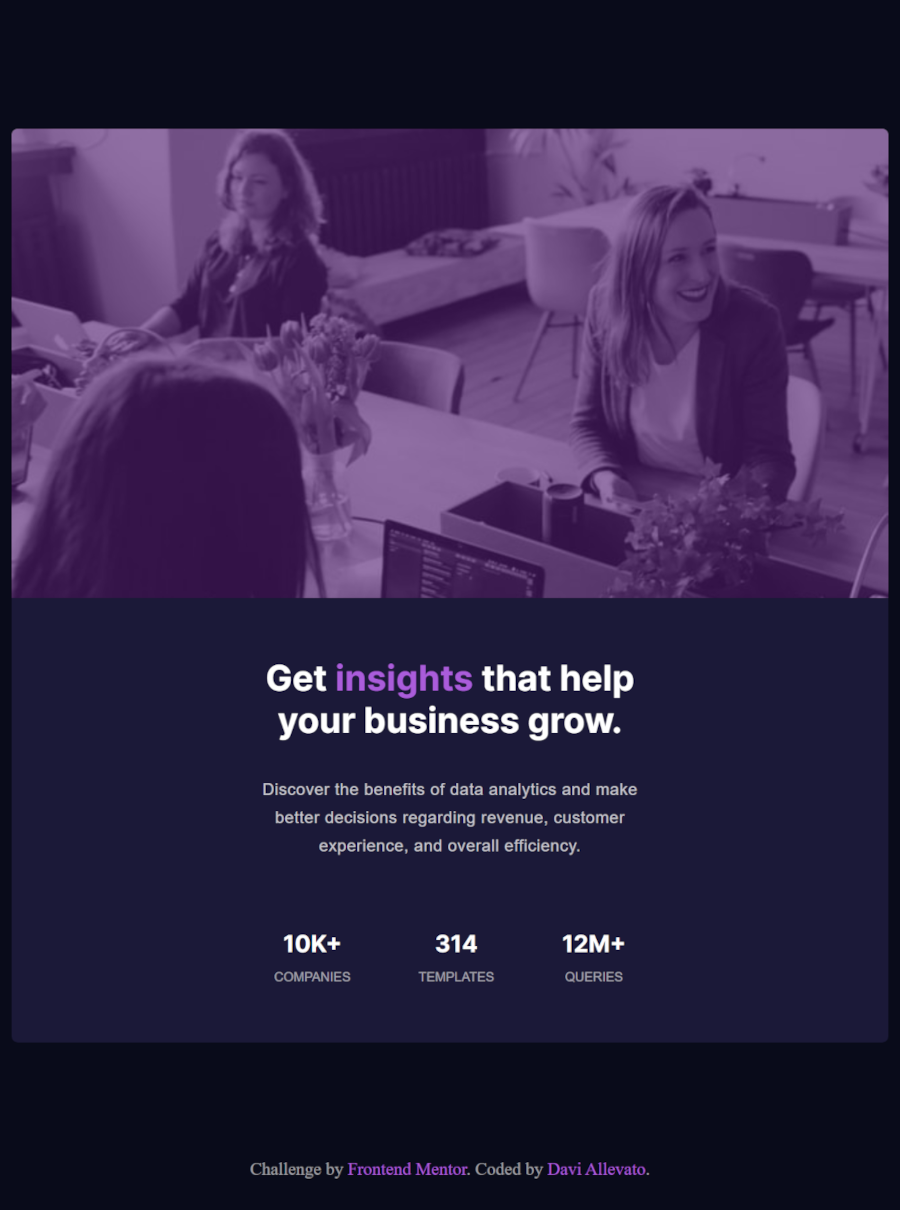 Get insights that help
your business grow.
Discover the benefits of data analytics and make
better decisions regarding revenue, customer
experience, and overall efficiency.
10K+ 314 12M+
COMPANIES TEMPLATES QUERIES
Challenge by Frontend Mentor. Coded by Davi Allevato.